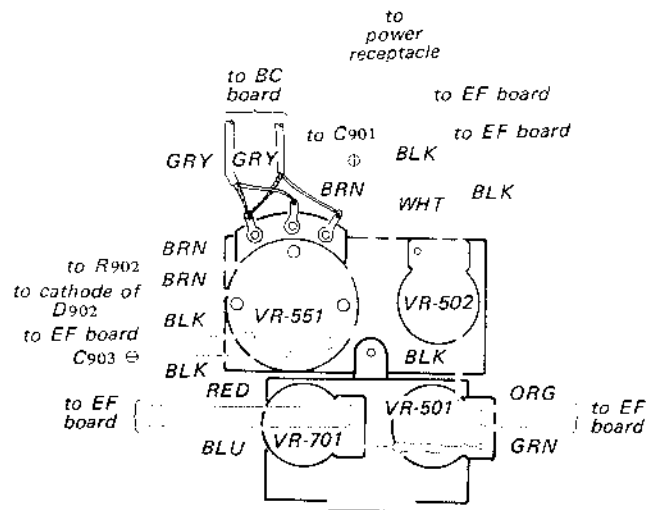 to
power
receptacle
to BC
board
to EF board
to C901
to EF board
⊕
BLK
GRY
GRY
BRN
WHT
BLK
BRN
to R902
BRN
to cathode of
D902
VR-551
VR-502
BLK
to EF board
C903 ⊖
BLK
BLK
RED
VR-501
ORG
to EF
board
to EF
board
BLU
VR-701
GRN